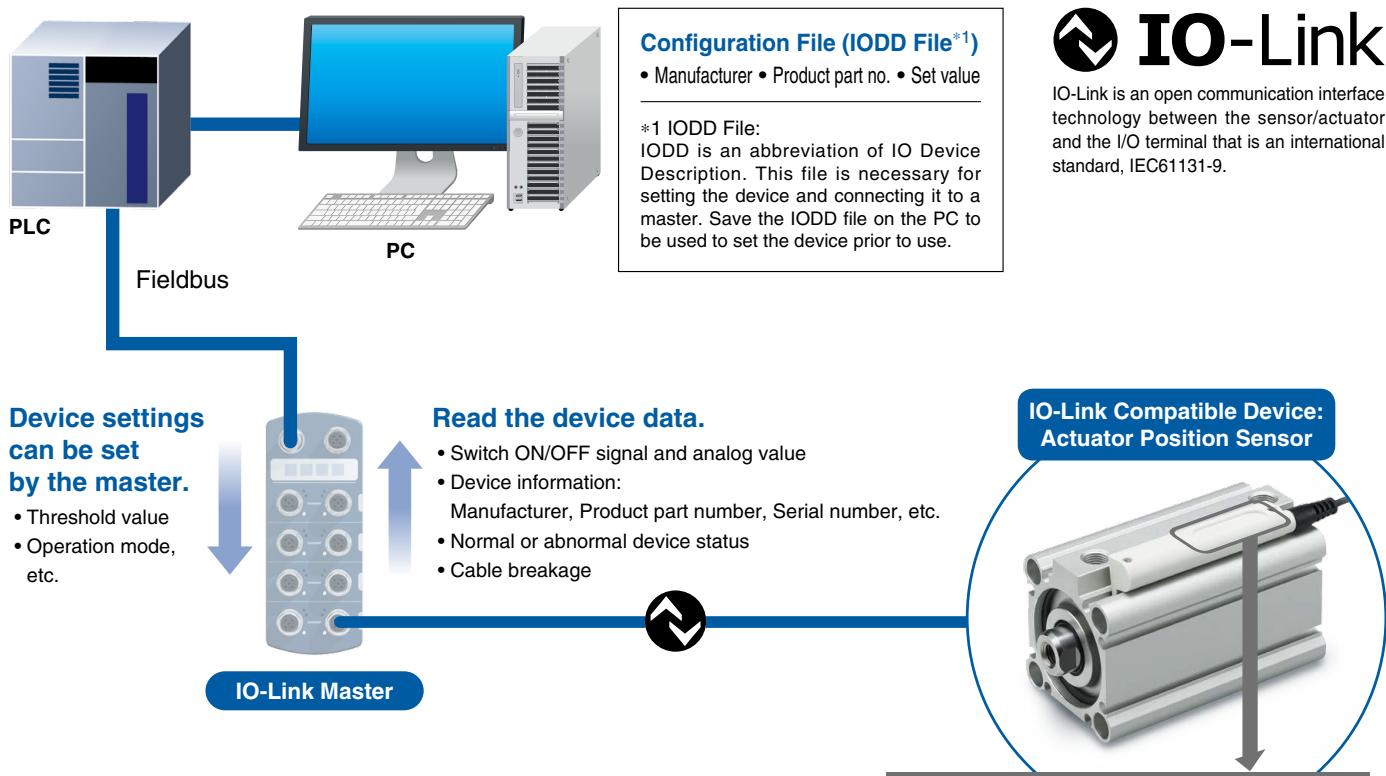 PLC
PC
Fieldbus
Configuration File (IODD File*1)
• Manufacturer • Product part no. • Set value
*1 IODD File:
IODD is an abbreviation of IO Device
Description. This file is necessary for
setting the device and connecting it to a
master. Save the IODD file on the PC to
be used to set the device prior to use.
IO-Link
IO-Link is an open communication interface
technology between the sensor/actuator
and the I/O terminal that is an international
standard, IEC61131-9.
Device settings
can be set
by the master.
• Threshold value
• Operation mode,
etc.
Read the device data.
• Switch ON/OFF signal and analog value
• Device information:
Manufacturer, Product part number, Serial number, etc.
• Normal or abnormal device status
• Cable breakage
IO-Link Master
IO-Link Compatible Device:
Actuator Position Sensor